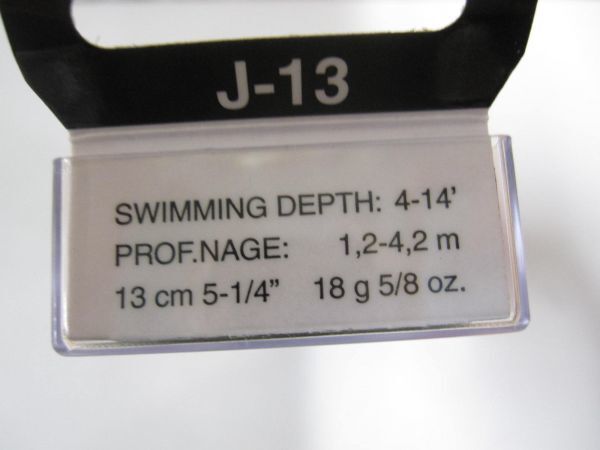 J-13
SWIMMING DEPTH: 4-14'
PROF.NAGE: 1,2-4,2 m
13 cm 5-1/4” 18 g 5/8 oz.